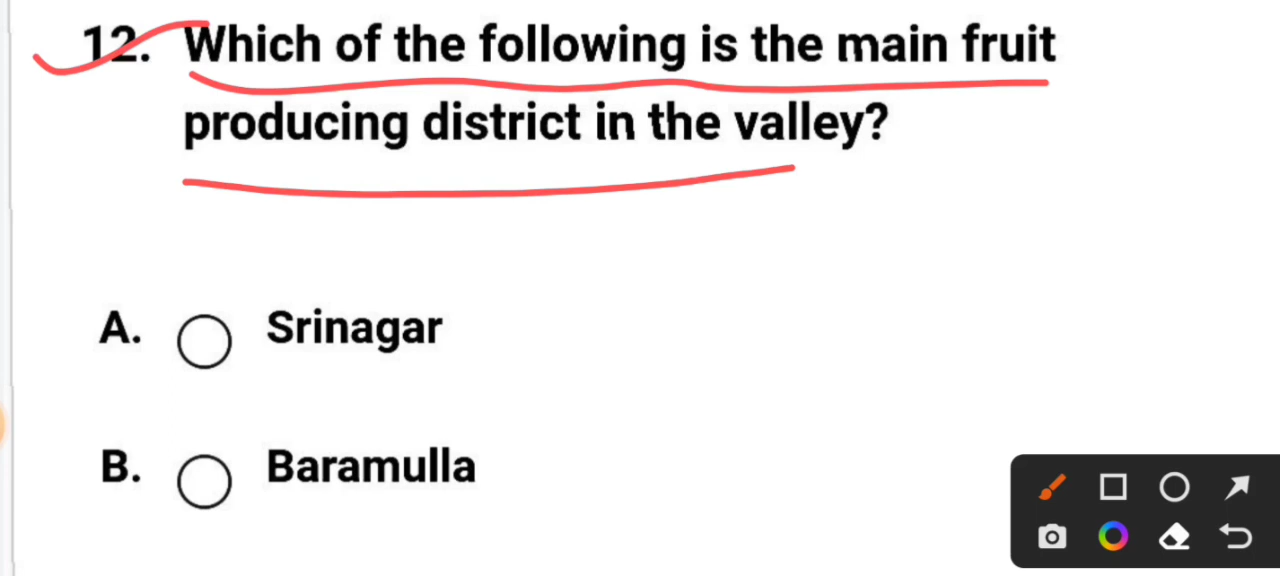 12. Which of the following is the main fruit
producing district in the valley?
A. Srinagar
B. Baramulla